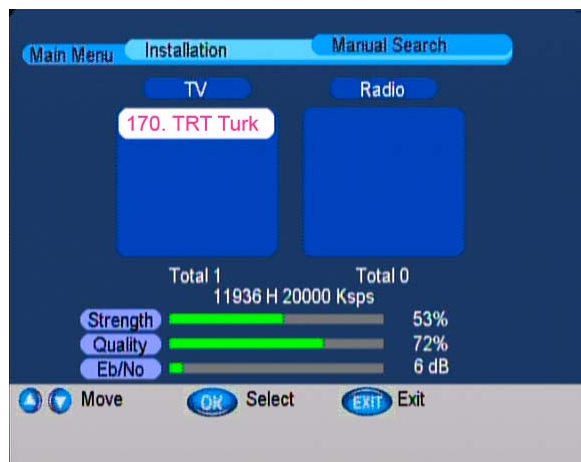 Main Menu Installation Manual Search
TV Radio
170. TRT Turk
Total 1 Total 0
11936 H 20000 Ksps
Strength 53%
Quality 72%
Eb/No 6 dB
Move OK Select EXIT Exit